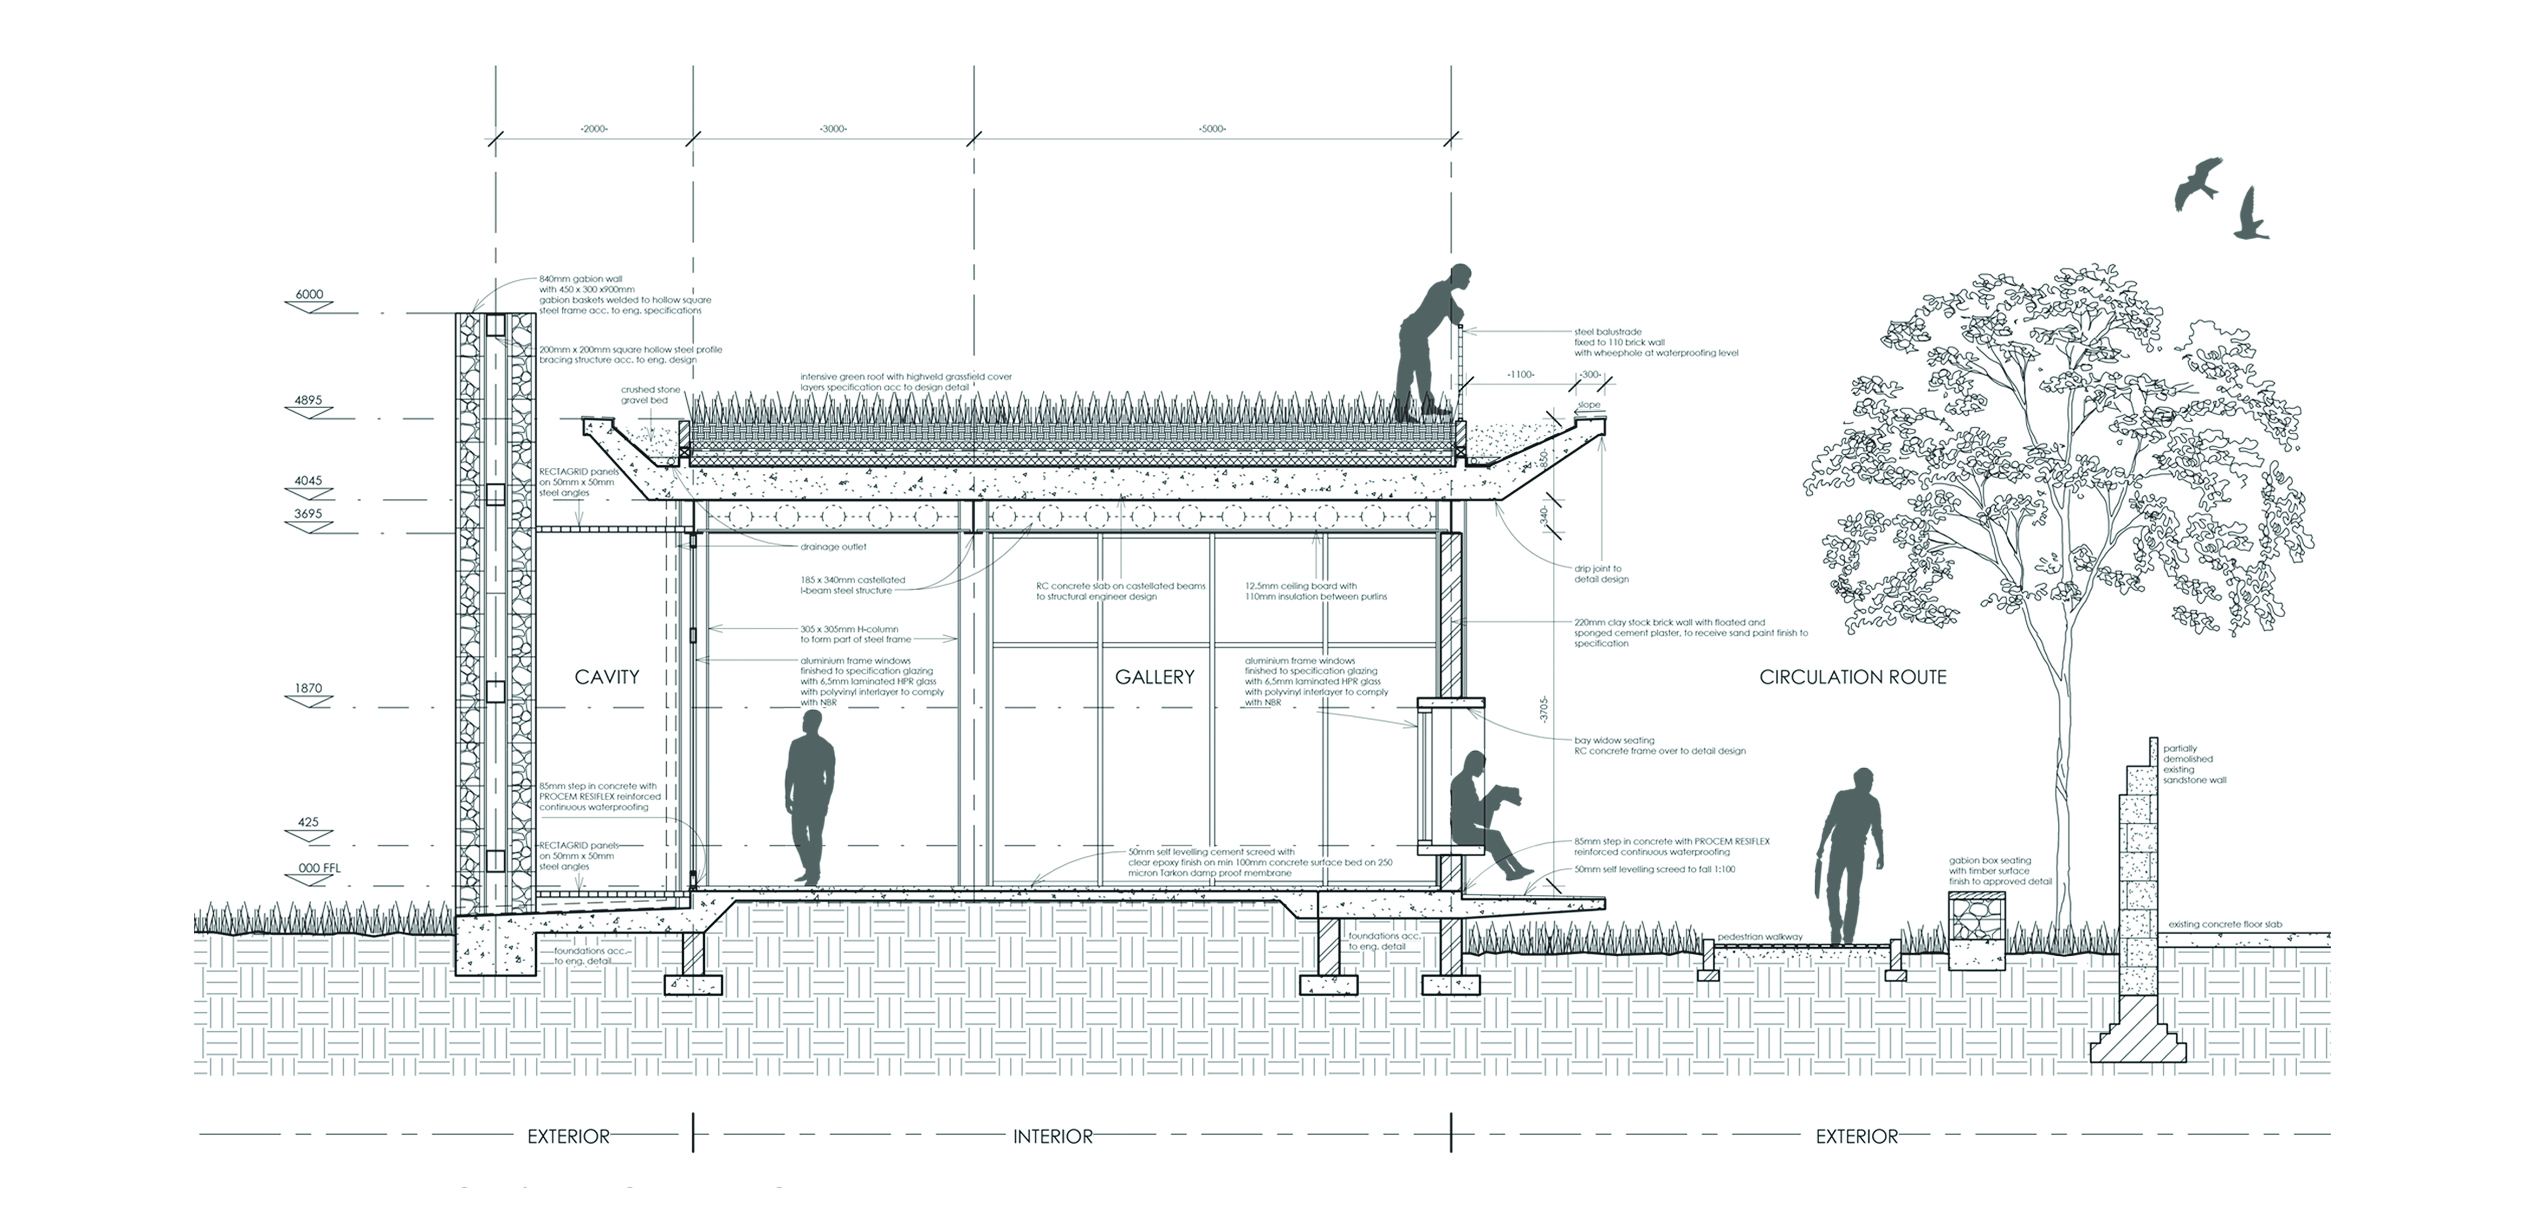 -2000-
-3000-
-5000-
840mm gabion wall
with 450 x 300 x900mm
gabion baskets welded to hollow square
steel frame acc. to eng. specifications
6000
200mm x 200mm square hollow steel profile
bracing structure acc. to eng. design
steel balustrade
fixed to 110 brick wall
with wheephole at waterproofing level
crushed stone
gravel bed
intensive green roof with highveld grassfield cover
layers specification acc to design detail
-1100-
-300-
slope
4895
RECTAGRID panels
on 50mm x 50mm
steel angles
-850-
4045
3695
-340-
drainage outlet
185 x 340mm castellated
I-beam steel structure
RC concrete slab on castellated beams
to structural engineer design
12.5mm ceiling board with
110mm insulation between purlins
drip joint to
detail design
305 x 305mm H-column
to form part of steel frame
220mm clay stock brick wall with floated and
sponged cement plaster, to receive sand paint finish to
specification
aluminium frame windows
finished to specification glazing
with 6,5mm laminated HPR glass
with polyvinyl interlayer to comply
with NBR
aluminium frame windows
finished to specification glazing
with 6,5mm laminated HPR glass
with polyvinyl interlayer to comply
with NBR
CAVITY
GALLERY
CIRCULATION ROUTE
1870
-3705-
bay widow seating
RC concrete frame over to detail design
partially
demolished
existing
sandstone wall
85mm step in concrete with
PROCEM RESIFLEX reinforced
continuous waterproofing
425
RECTAGRID panels
on 50mm x 50mm
steel angles
50mm self levelling cement screed with
clear epoxy finish on min 100mm concrete surface bed on 250
micron Tarkon damp proof membrane
85mm step in concrete with PROCEM RESIFLEX
reinforced continuous waterproofing
50mm self levelling screed to fall 1:100
gabion box seating
with timber surface
finish to approved detail
000 FFL
existing concrete floor slab
pedestrian walkway
foundations acc.
to eng. detail
foundations acc.
to eng. detail
EXTERIOR
INTERIOR
EXTERIOR